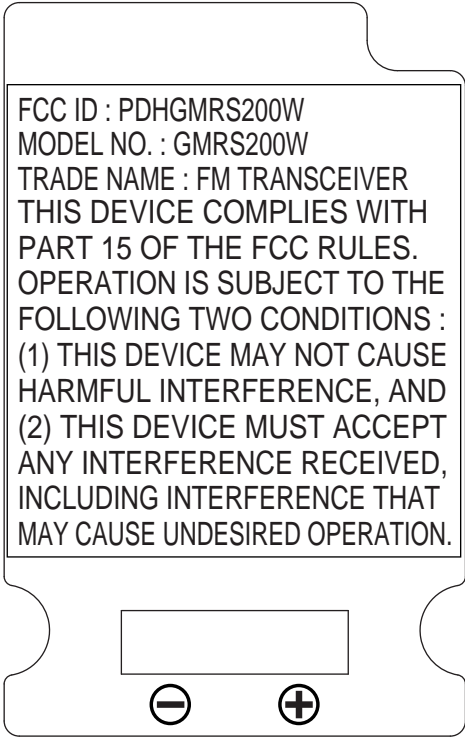 FCC ID : PDHGMRS200W
MODEL NO. : GMRS200W
TRADE NAME : FM TRANSCEIVER
THIS DEVICE COMPLIES WITH
PART 15 OF THE FCC RULES.
OPERATION IS SUBJECT TO THE
FOLLOWING TWO CONDITIONS :
(1) THIS DEVICE MAY NOT CAUSE
HARMFUL INTERFERENCE, AND
(2) THIS DEVICE MUST ACCEPT
ANY INTERFERENCE RECEIVED,
INCLUDING INTERFERENCE THAT
MAY CAUSE UNDESIRED OPERATION.
⊖ ⊕